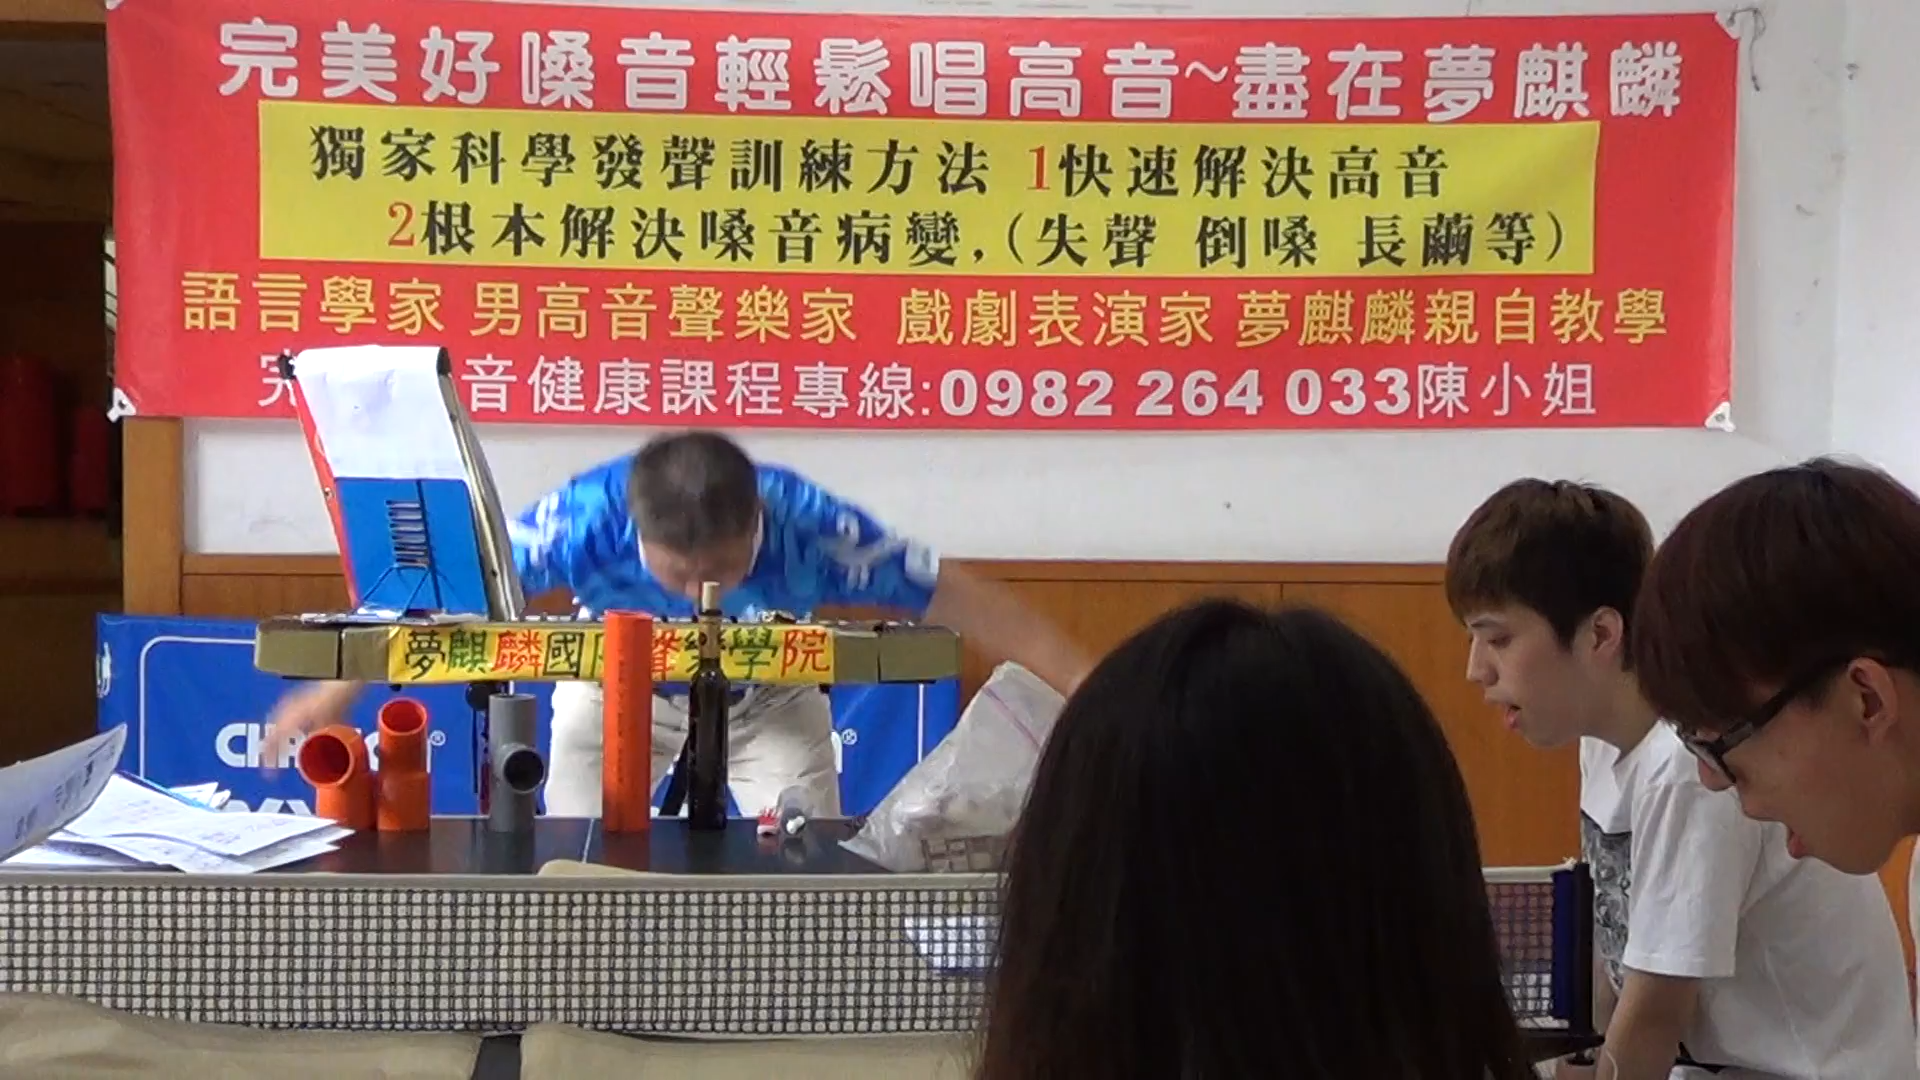 完美好嗓音輕鬆唱高音~盡在夢麒麟
獨家科學發聲訓練方法 1快速解決高音
2根本解決嗓音病變,(失聲 倒嗓 長繭等)
語言學家 男高音聲樂家 戲劇表演家 夢麒麟親自教學
音健康課程專線:0982 264 033陳小姐
夢麒麟國 聲樂學院